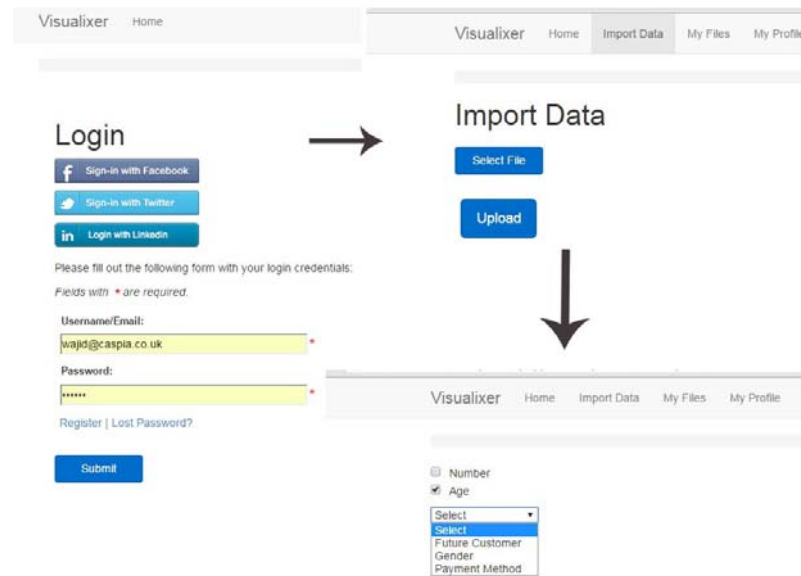 Visualixer Home
Login
Sign-in with Facebook
Sign-in with Twitter
in Login with Linkedin
Please fill out the following form with your login credentials:
Fields with * are required.
Username/Email:
wajid@caspia.co.uk *
Password:
•••••• *
Register | Lost Password?
Submit
Visualixer Home Import Data My Files My Profile
Import Data
Select File
Upload
Visualixer Home Import Data My Files My Profile
Number
Age
Select
Select
Future Customer
Gender
Payment Method